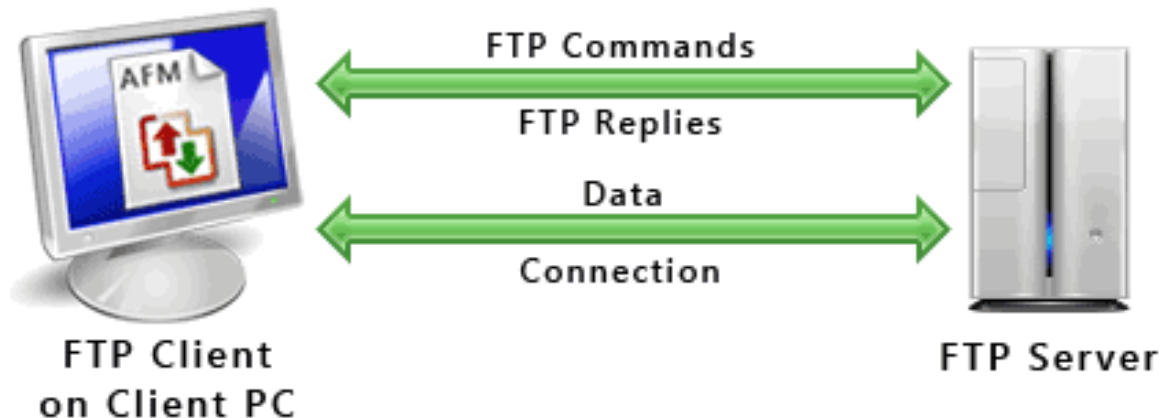 AFM
FTP Commands
FTP Replies
Data
Connection
FTP Client
on Client PC
FTP Server